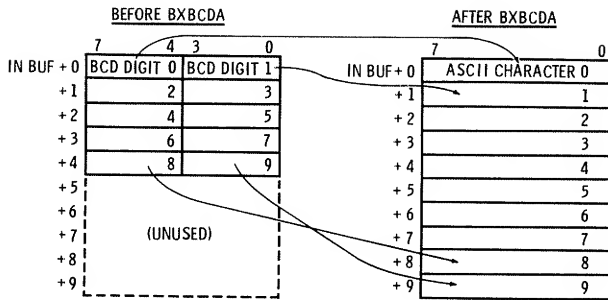 BEFORE BXBCDA AFTER BXBCDA
7 4 3 0 7 0
IN BUF +0 BCD DIGIT 0 BCD DIGIT 1 IN BUF + 0 ASCII CHARACTER 0
+1 2 3 +1 1
+2 4 5 +2 2
+3 6 7 +3 3
+4 8 9 +4 4
+5 +5 5
+6 +6 6
+7 (UNUSED) +7 7
+8 +8 8
+9 +9 9